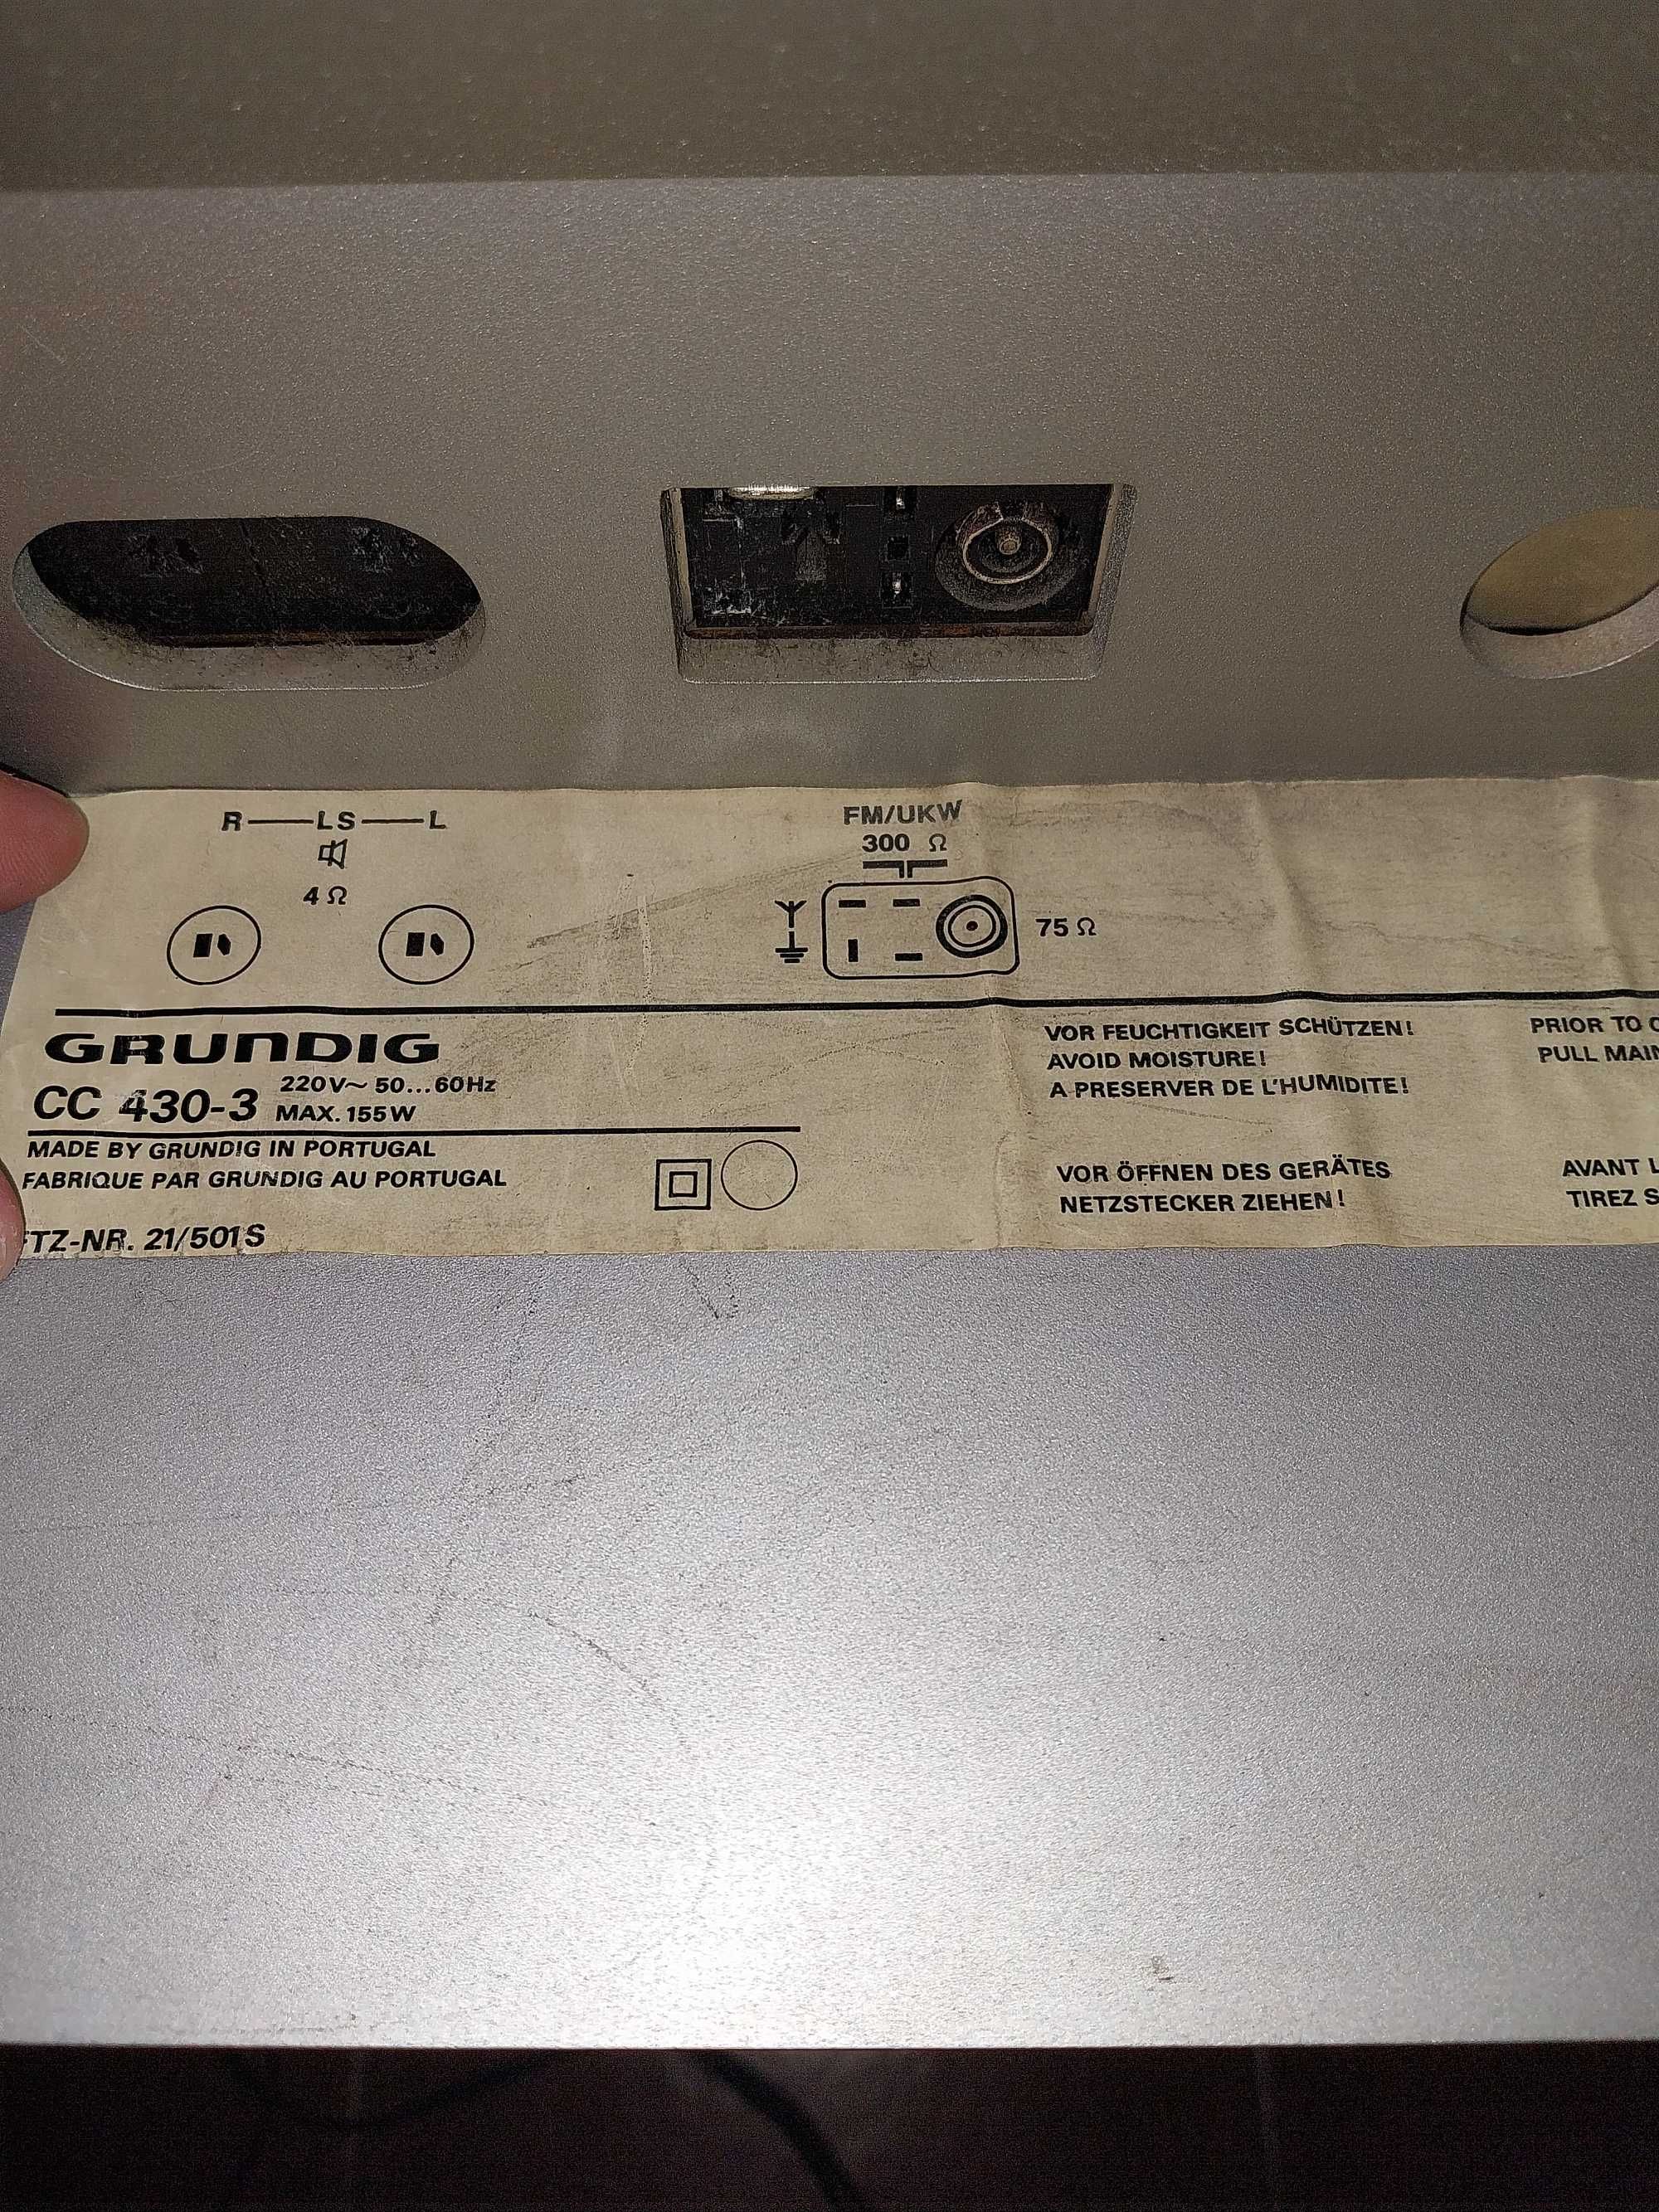 R LS L
4 Ω
FM/UKW
300 Ω
75 Ω
GRUNDIG
CC 430-3 220V~ 50...60Hz
MAX. 155W
MADE BY GRUNDIG IN PORTUGAL
FABRIQUE PAR GRUNDIG AU PORTUGAL
FTZ-NR. 21/501S
VOR FEUCHTIGKEIT SCHÜTZEN!
AVOID MOISTURE!
A PRESERVER DE L'HUMIDITE!
VOR ÖFFNEN DES GERÄTES
NETZSTECKER ZIEHEN!
PRIOR TO
PULL
AVANT
TIREZ